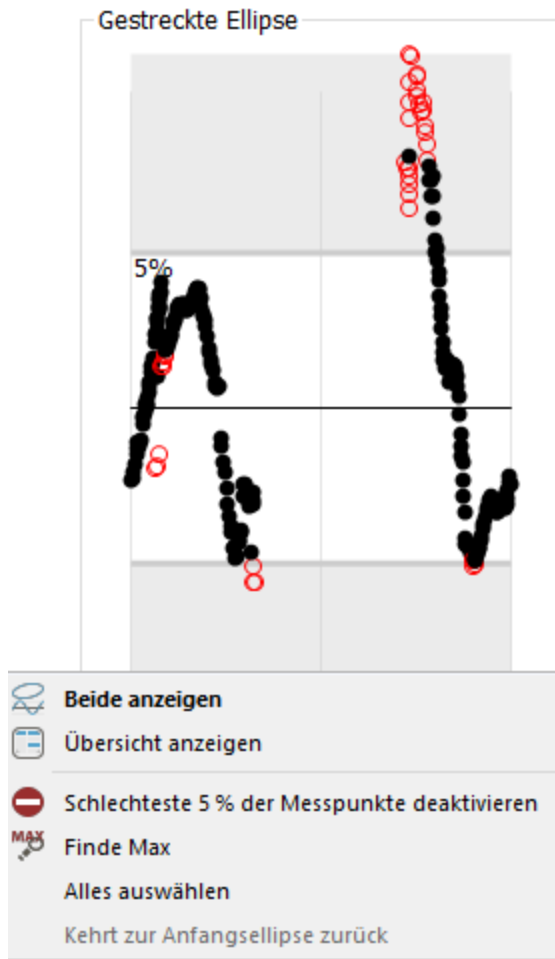 Gestreckte Ellipse
5%
Beide anzeigen
Übersicht anzeigen
Schlechteste 5 % der Messpunkte deaktivieren
MAX
Finde Max
Alles auswählen
Kehrt zur Anfangsellipse zurück